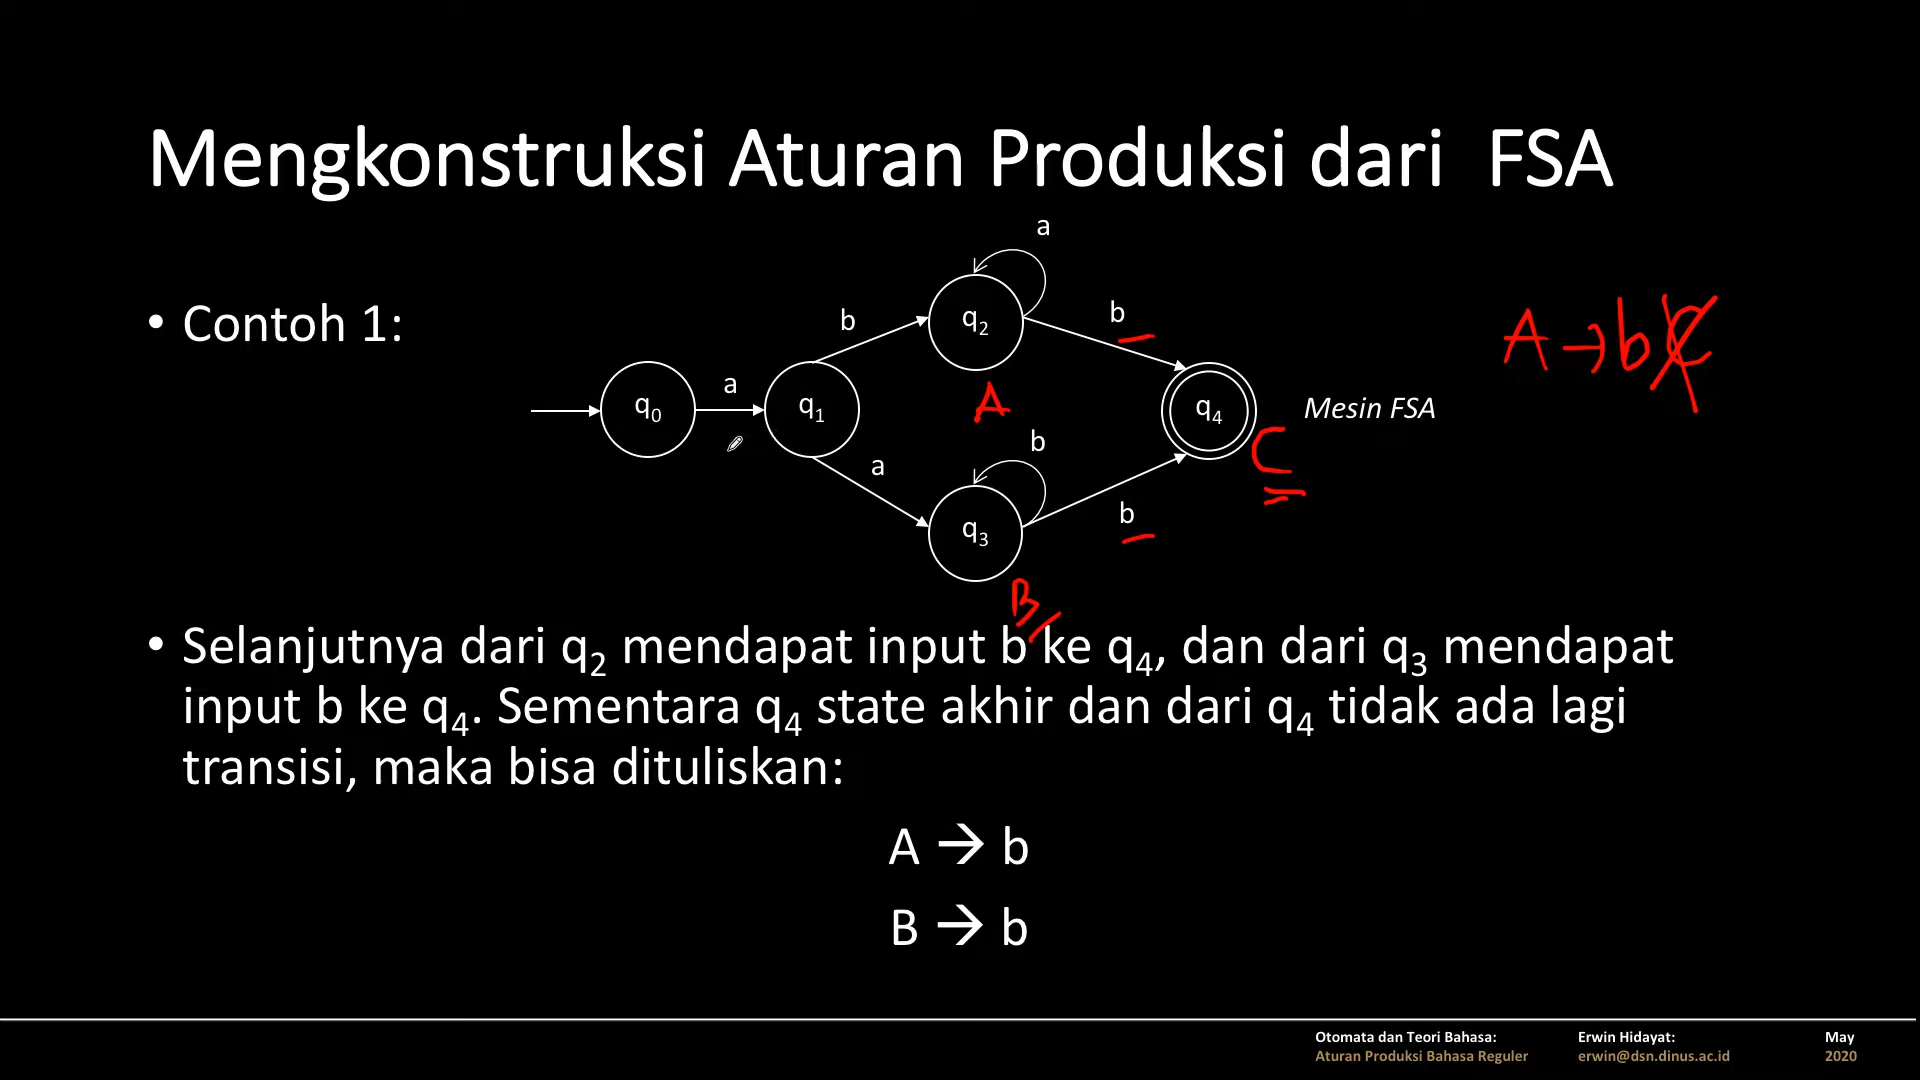 Mengkonstruksi Aturan Produksi dari FSA
a
• Contoh 1:
b
q2
b
A → bC
a
q0
q1
A
q4
Mesin FSA
C
a
b
q3
b
B
• Selanjutnya dari q2 mendapat input b ke q4, dan dari q3 mendapat
input b ke q4. Sementara q4 state akhir dan dari q4 tidak ada lagi
transisi, maka bisa dituliskan:
A → b
B → b
Otomata dan Teori Bahasa:
Aturan Produksi Bahasa Reguler
Erwin Hidayat:
erwin@dsn.dinus.ac.id
May
2020